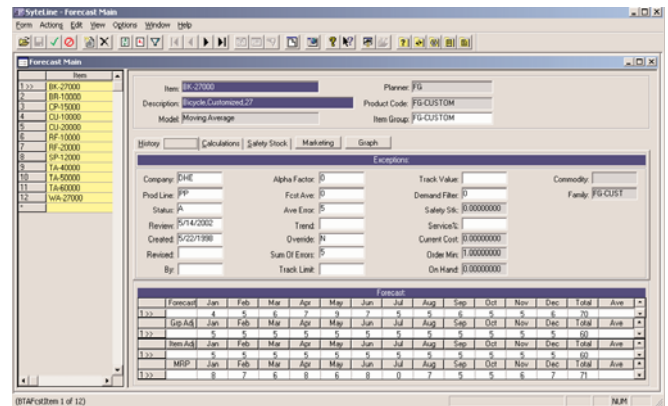 SyteLine - Forecast Main
Form Actions Edit View Options Window Help
Forecast Main
Item
1 >> BK-27000
2 BR-10000
3 CP-15000
4 CU-10000
5 CU-20000
6 RF-10000
7 RF-20000
8 SP-12000
9 TA-40000
10 TA-50000
11 TA-60000
12 WA-27000
*
Item: BK-27000 Planner: FG
Description: Bicycle,Customized,27 Product Code: FG-CUSTOM
Model: Moving Average Item Group: FG-CUSTOM
History Calculations Safety Stock Marketing Graph
Exceptions:
Company: DHE Alpha Factor: 0 Track Value: Commodity:
Prod Line: PP Fcst Ave: 0 Demand Filter: 0 Family: FG-CUST
Status: A Ave Error: 5 Safety Stk: 0.00000000
Review: 5/14/2002 Trend: Service%:
Created: 5/22/1998 Override: N Current Cost: 0.00000000
Revised: Sum Of Errors: 5 Order Min: 1.00000000
By: Track Limit: On Hand: 0.00000000
Forecast:
Forecast Jan Feb Mar Apr May Jun Jul Aug Sep Oct Nov Dec Total Ave
1 >> 4 5 6 7 9 7 5 5 6 5 5 6 70
Grp Adj Jan Feb Mar Apr May Jun Jul Aug Sep Oct Nov Dec Total Ave
1 >> 5 5 5 5 5 5 5 5 5 5 5 5 60
Item Adj Jan Feb Mar Apr May Jun Jul Aug Sep Oct Nov Dec Total Ave
1 >> 5 5 5 5 5 5 5 5 5 5 5 5 60
MRP Jan Feb Mar Apr May Jun Jul Aug Sep Oct Nov Dec Total Ave
1 >> 8 7 6 8 6 8 0 7 5 5 6 7 71
(BTAFcstItem 1 of 12) NUM